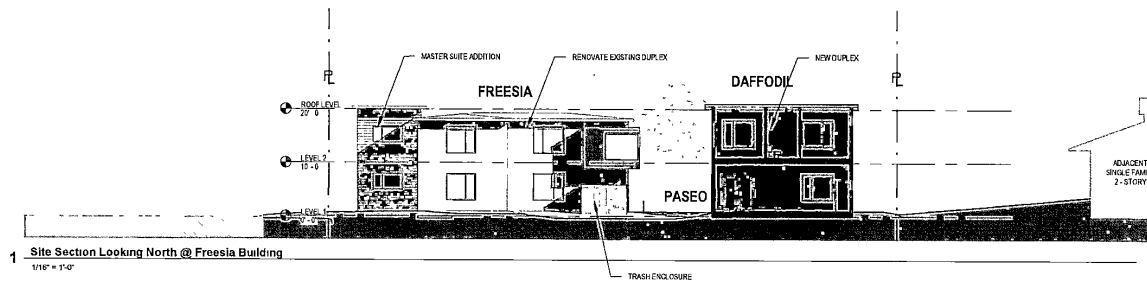 MASTER SUITE ADDITION
RENOVATE EXISTING DUPLEX
NEW DUPLEX
PL
PL
FREESIA
DAFFODIL
ROOF LEVEL
20' 0
LEVEL 2
10 - 0
ADJACENT
SINGLE FAMI
2 - STORY
PASEO
LEVEL
1 Site Section Looking North @ Freesia Building
1/16" = 1'-0"
TRASH ENCLOSURE